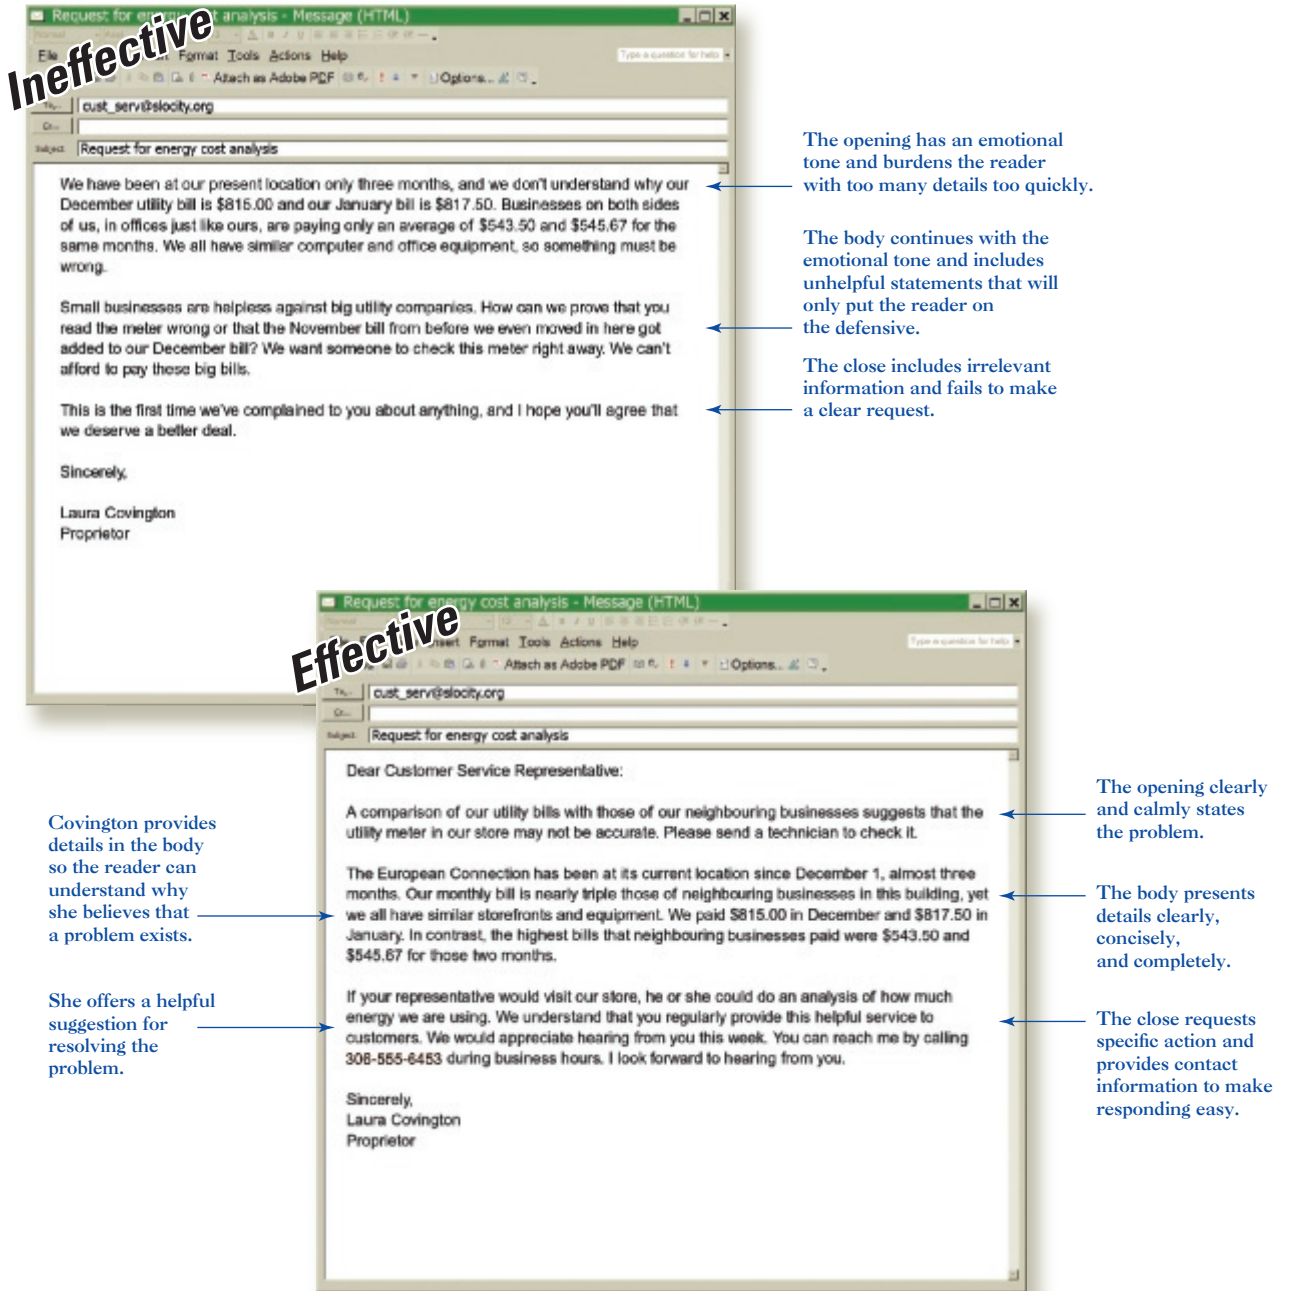 Request for energy cost analysis - Message (HTML)
Ineffective
File Format Tools Actions Help
Type a question for help
Attach as Adobe PDF Options...
To... cust_serv@slocity.org
Cc...
Subject: Request for energy cost analysis
We have been at our present location only three months, and we don't understand why our
December utility bill is $815.00 and our January bill is $817.50. Businesses on both sides
of us, in offices just like ours, are paying only an average of $543.50 and $545.67 for the
same months. We all have similar computer and office equipment, so something must be
wrong.
Small businesses are helpless against big utility companies. How can we prove that you
read the meter wrong or that the November bill from before we even moved in here got
added to our December bill? We want someone to check this meter right away. We can't
afford to pay these big bills.
This is the first time we've complained to you about anything, and I hope you'll agree that
we deserve a better deal.
Sincerely,
Laura Covington
Proprietor
The opening has an emotional
tone and burdens the reader
with too many details too quickly.
The body continues with the
emotional tone and includes
unhelpful statements that will
only put the reader on
the defensive.
The close includes irrelevant
information and fails to make
a clear request.
Request for energy cost analysis - Message (HTML)
Effective
Insert Format Tools Actions Help
Type a question for help
Attach as Adobe PDF Options...
To... cust_serv@slocity.org
Cc...
Subject: Request for energy cost analysis
Dear Customer Service Representative:
A comparison of our utility bills with those of our neighbouring businesses suggests that the
utility meter in our store may not be accurate. Please send a technician to check it.
The European Connection has been at its current location since December 1, almost three
months. Our monthly bill is nearly triple those of neighbouring businesses in this building, yet
we all have similar storefronts and equipment. We paid $815.00 in December and $817.50 in
January. In contrast, the highest bills that neighbouring businesses paid were $543.50 and
$545.67 for those two months.
If your representative would visit our store, he or she could do an analysis of how much
energy we are using. We understand that you regularly provide this helpful service to
customers. We would appreciate hearing from you this week. You can reach me by calling
306-555-6453 during business hours. I look forward to hearing from you.
Sincerely,
Laura Covington
Proprietor
Covington provides
details in the body
so the reader can
understand why
she believes that
a problem exists.
She offers a helpful
suggestion for
resolving the
problem.
The opening clearly
and calmly states
the problem.
The body presents
details clearly,
concisely,
and completely.
The close requests
specific action and
provides contact
information to make
responding easy.